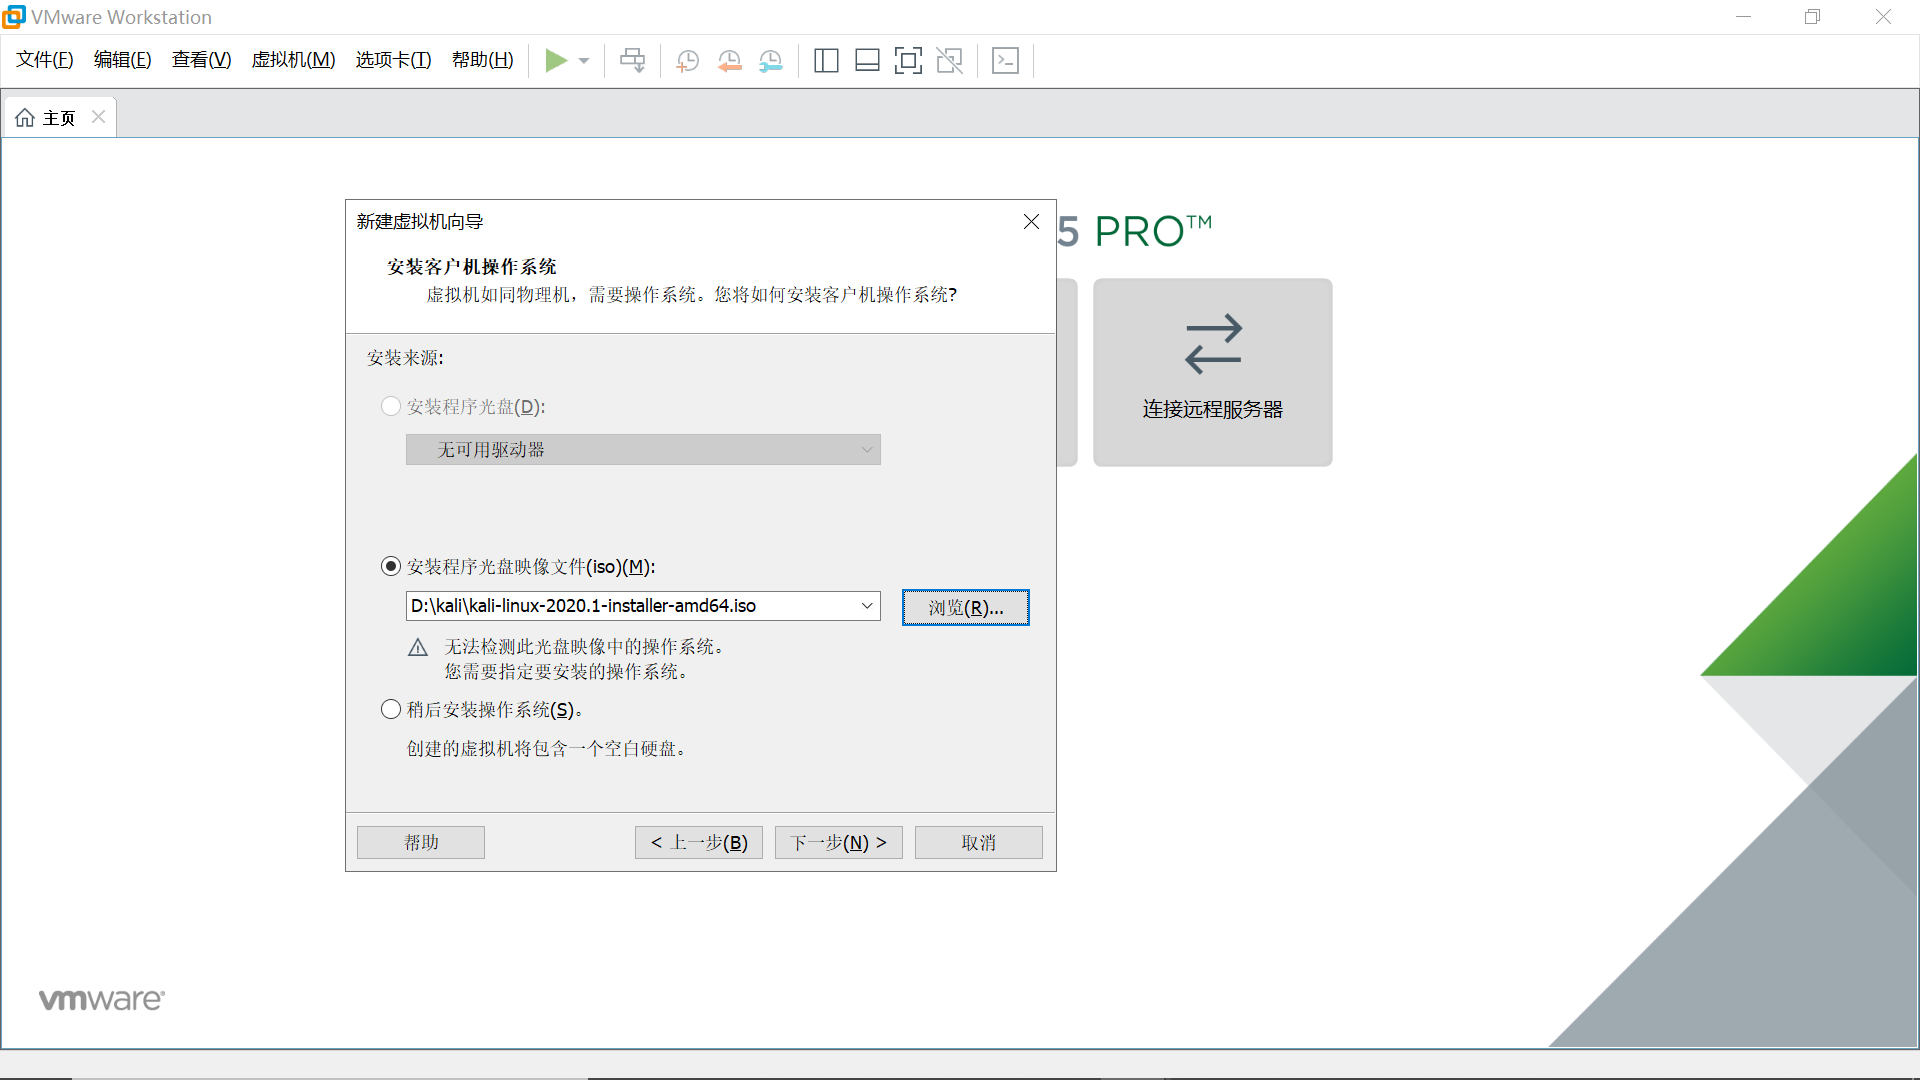 VMware Workstation
文件(F) 编辑(E) 查看(V) 虚拟机(M) 选项卡(T) 帮助(H)
主页
5 PRO™
新建虚拟机向导
安装客户机操作系统
虚拟机如同物理机，需要操作系统。您将如何安装客户机操作系统?
安装来源:
安装程序光盘(D):
无可用驱动器
连接远程服务器
安装程序光盘映像文件(iso)(M):
D:\kali\kali-linux-2020.1-installer-amd64.iso
浏览(R)...
无法检测此光盘映像中的操作系统。
您需要指定要安装的操作系统。
稍后安装操作系统(S)。
创建的虚拟机将包含一个空白硬盘。
帮助 < 上一步(B) 下一步(N) > 取消
vmware®